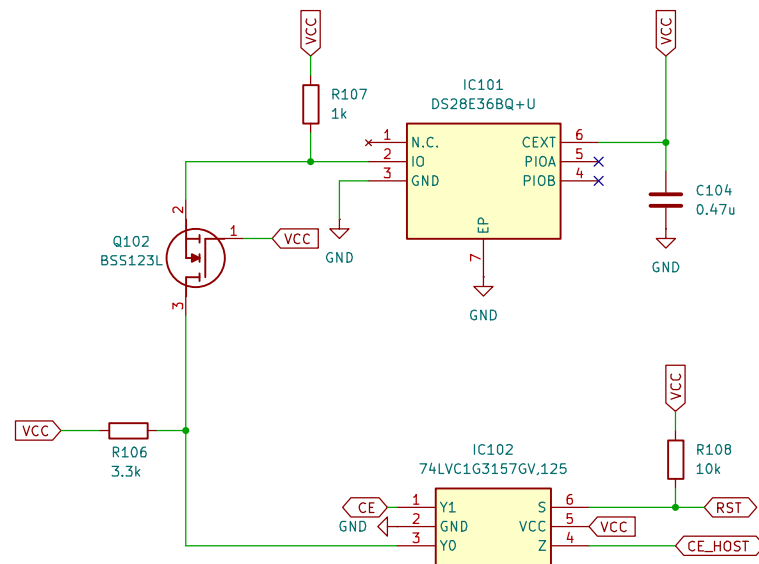 VCC
VCC
IC101
DS28E36BQ+U
R107
1k
1 N.C. CEXT 6
2 IO PIOA 5
3 GND PIOB 4
EP
7
C104
0.47u
2
1
VCC
Q102
BSS123L
GND
GND
GND
3
VCC
VCC
R106
3.3k
R108
10k
IC102
74LVC1G3157GV,125
CE 1 Y1 S 6 RST
GND 2 GND VCC 5 VCC
3 Y0 Z 4 CE_HOST